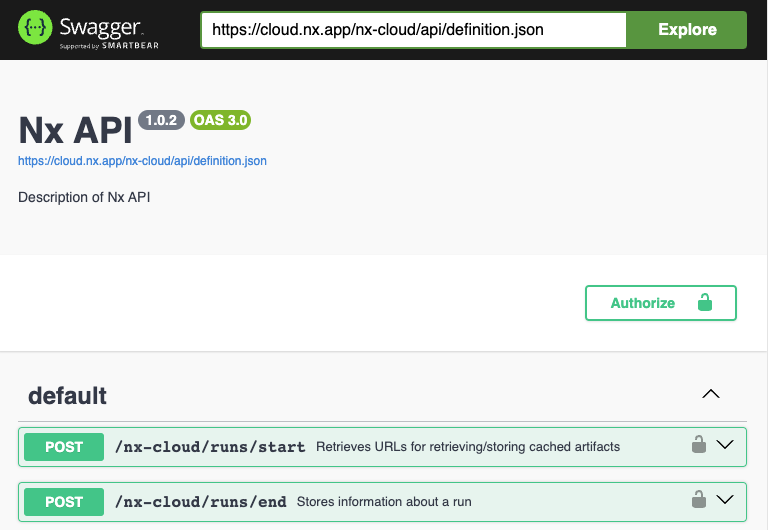 Swagger
Supported by SMARTBEAR
https://cloud.nx.app/nx-cloud/api/definition.json
Explore
Nx API 1.0.2 OAS 3.0
https://cloud.nx.app/nx-cloud/api/definition.json
Description of Nx API
Authorize
default
POST /nx-cloud/runs/start Retrieves URLs for retrieving/storing cached artifacts
POST /nx-cloud/runs/end Stores information about a run